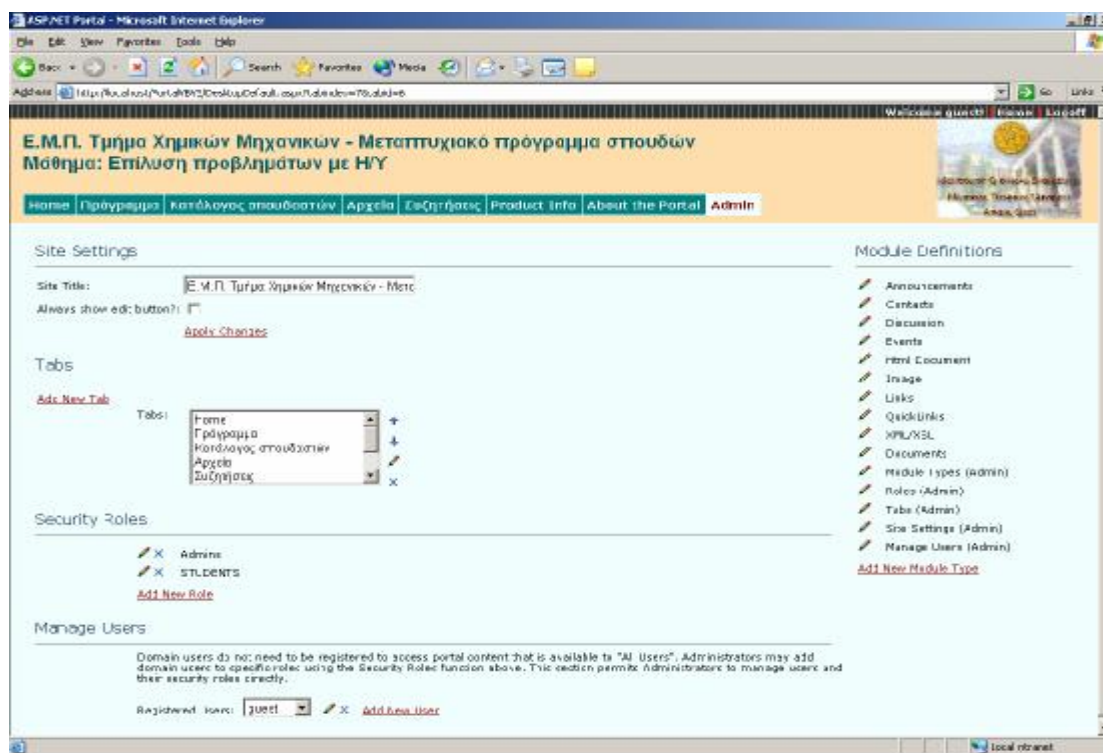 ASP.NET Portal - Microsoft Internet Explorer
File Edit View Favorites Tools Help
Back Search Favorites Media
Address Go Links
Welcome guest! Home Logoff
Ε.Μ.Π. Τμήμα Χημικών Μηχανικών - Μεταπτυχιακό πρόγραμμα σπουδών
Μάθημα: Επίλυση προβλημάτων με Η/Υ
Home Πρόγραμμα Κατάλογος σπουδαστών Αρχεία Συζητήσεις Product Info About the Portal Admin
Site Settings
Site Title: Ε.Μ.Π. Τμήμα Χημικών Μηχανικών - Μετα
Always show edit button?:
Apply Changes
Tabs
Add New Tab
Tabs:
Home
Πρόγραμμα
Κατάλογος σπουδαστών
Αρχεία
Συζητήσεις
Security Roles
Admins
STUDENTS
Add New Role
Manage Users
Domain users do not need to be registered to access portal content that is available to "All Users". Administrators may add
domain users to specific roles using the Security Roles function above. This section permits Administrators to manage users and
their security roles directly.
Registered Users: guest Add New User
Module Definitions
Announcements
Contacts
Discussion
Events
Html Document
Image
Links
QuickLinks
XML/XSL
Documents
Module Types (Admin)
Roles (Admin)
Tabs (Admin)
Site Settings (Admin)
Manage Users (Admin)
Add New Module Type
Local intranet